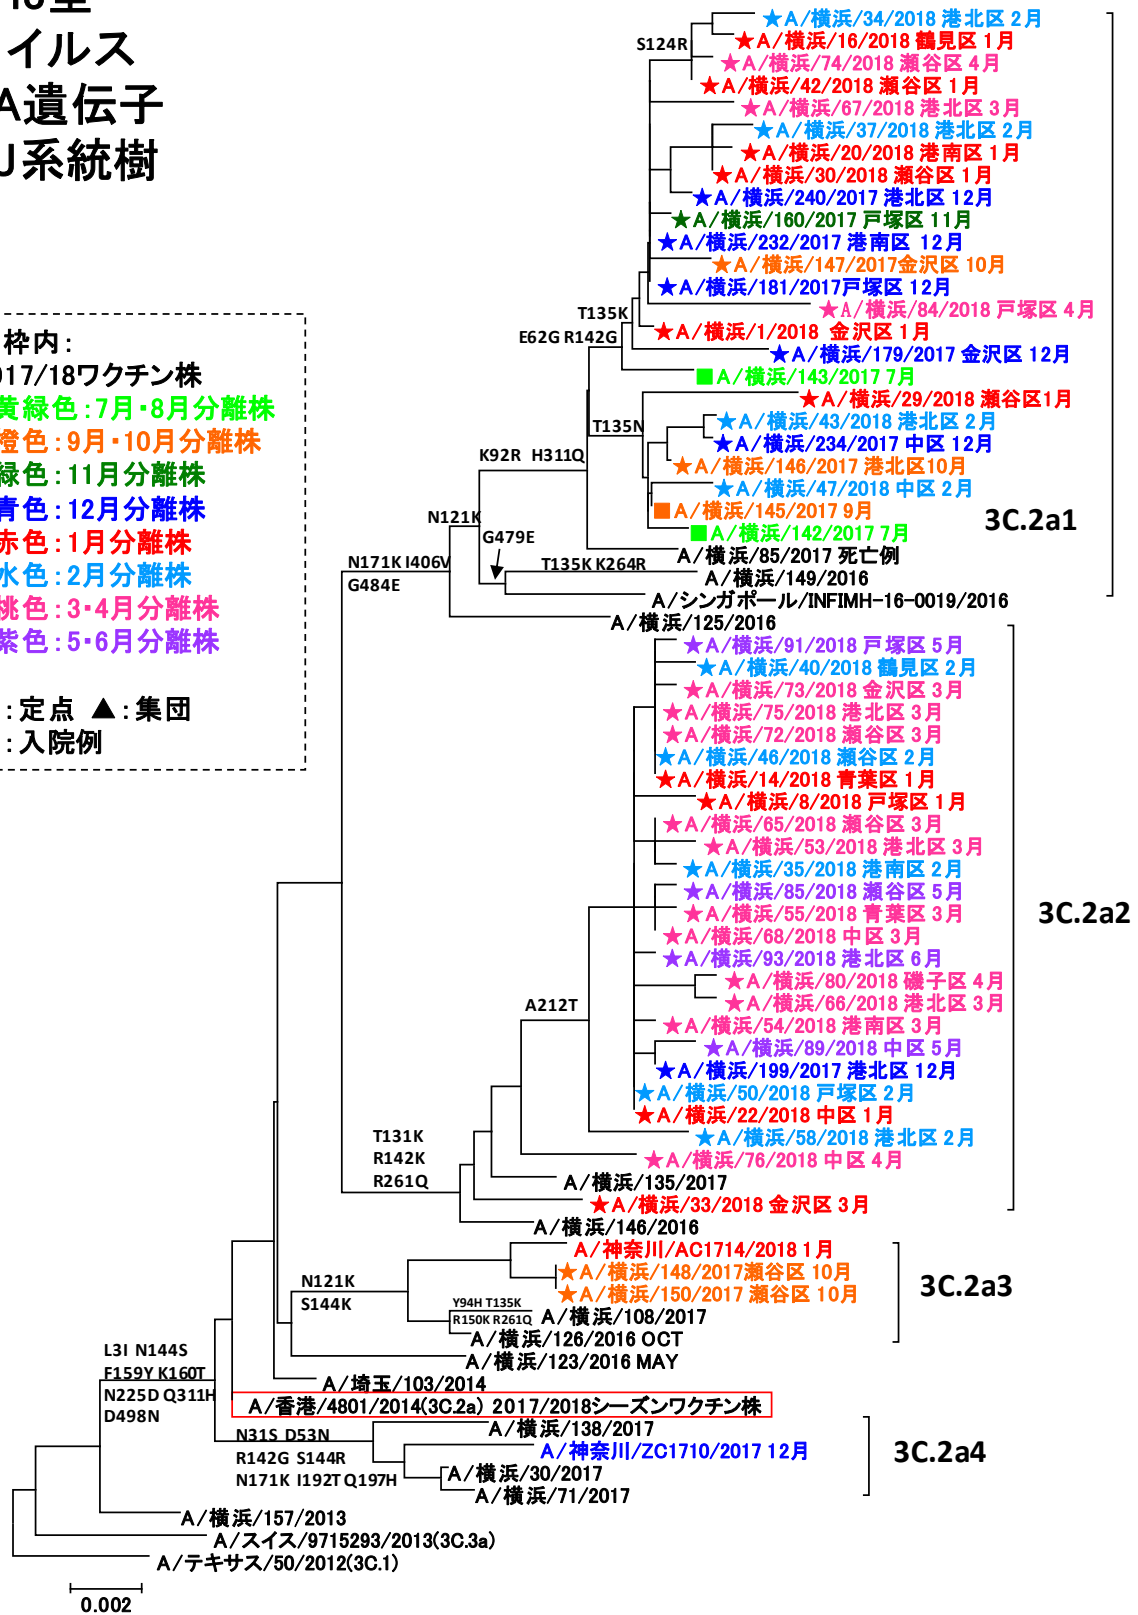 イルス
A遺伝子
J系統樹
枠内：
017/18ワクチン株
黄緑色：7月・8月分離株
橙色：9月・10月分離株
緑色：11月分離株
青色：12月分離株
赤色：1月分離株
水色：2月分離株
桃色：3・4月分離株
紫色：5・6月分離株
：定点 ▲：集団
：入院例
★A/横浜/34/2018 港北区 2月
S124R
★A/横浜/16/2018 鶴見区 1月
★A/横浜/74/2018 瀬谷区 4月
★A/横浜/42/2018 瀬谷区 1月
★A/横浜/67/2018 港北区 3月
★A/横浜/37/2018 港北区 2月
★A/横浜/20/2018 港南区 1月
★A/横浜/30/2018 瀬谷区 1月
★A/横浜/240/2017 港北区 12月
★A/横浜/160/2017 戸塚区 11月
★A/横浜/232/2017 港南区 12月
★A/横浜/147/2017金沢区 10月
★A/横浜/181/2017戸塚区 12月
★A/横浜/84/2018 戸塚区 4月
T135K
★A/横浜/1/2018 金沢区 1月
E62G R142G
★A/横浜/179/2017 金沢区 12月
■A/横浜/143/2017 7月
★A/横浜/29/2018 瀬谷区1月
★A/横浜/43/2018 港北区 2月
T135N
★A/横浜/234/2017 中区 12月
K92R H311Q
★A/横浜/146/2017 港北区10月
★A/横浜/47/2018 中区 2月
■A/横浜/145/2017 9月
3C.2a1
N121K
■A/横浜/142/2017 7月
G479E
A/横浜/85/2017 死亡例
N171K I406V
T135K K264R
A/横浜/149/2016
G484E
A/シンガポール/INFIMH-16-0019/2016
A/横浜/125/2016
★A/横浜/91/2018 戸塚区 5月
★A/横浜/40/2018 鶴見区 2月
★A/横浜/73/2018 金沢区 3月
★A/横浜/75/2018 港北区 3月
★A/横浜/72/2018 瀬谷区 3月
★A/横浜/46/2018 瀬谷区 2月
★A/横浜/14/2018 青葉区 1月
★A/横浜/8/2018 戸塚区 1月
★A/横浜/65/2018 瀬谷区 3月
★A/横浜/53/2018 港北区 3月
★A/横浜/35/2018 港南区 2月
★A/横浜/85/2018 瀬谷区 5月
★A/横浜/55/2018 青葉区 3月
3C.2a2
★A/横浜/68/2018 中区 3月
★A/横浜/93/2018 港北区 6月
★A/横浜/80/2018 磯子区 4月
A212T
★A/横浜/66/2018 港北区 3月
★A/横浜/54/2018 港南区 3月
★A/横浜/89/2018 中区 5月
★A/横浜/199/2017 港北区 12月
★A/横浜/50/2018 戸塚区 2月
★A/横浜/22/2018 中区 1月
★A/横浜/58/2018 港北区 2月
T131K
★A/横浜/76/2018 中区 4月
R142K
A/横浜/135/2017
R261Q
★A/横浜/33/2018 金沢区 3月
A/横浜/146/2016
A/神奈川/AC1714/2018 1月
N121K
★A/横浜/148/2017瀬谷区 10月
3C.2a3
S144K
★A/横浜/150/2017 瀬谷区 10月
Y94H T135K
R150K R261Q
A/横浜/108/2017
A/横浜/126/2016 OCT
L3I N144S
A/横浜/123/2016 MAY
F159Y K160T
A/埼玉/103/2014
N225D Q311H
A/香港/4801/2014(3C.2a) 2017/2018シーズンワクチン株
D498N
N31S D53N
A/横浜/138/2017
R142G S144R
A/神奈川/ZC1710/2017 12月
3C.2a4
N171K I192T Q197H
A/横浜/30/2017
A/横浜/71/2017
A/横浜/157/2013
A/スイス/9715293/2013(3C.3a)
A/テキサス/50/2012(3C.1)
0.002